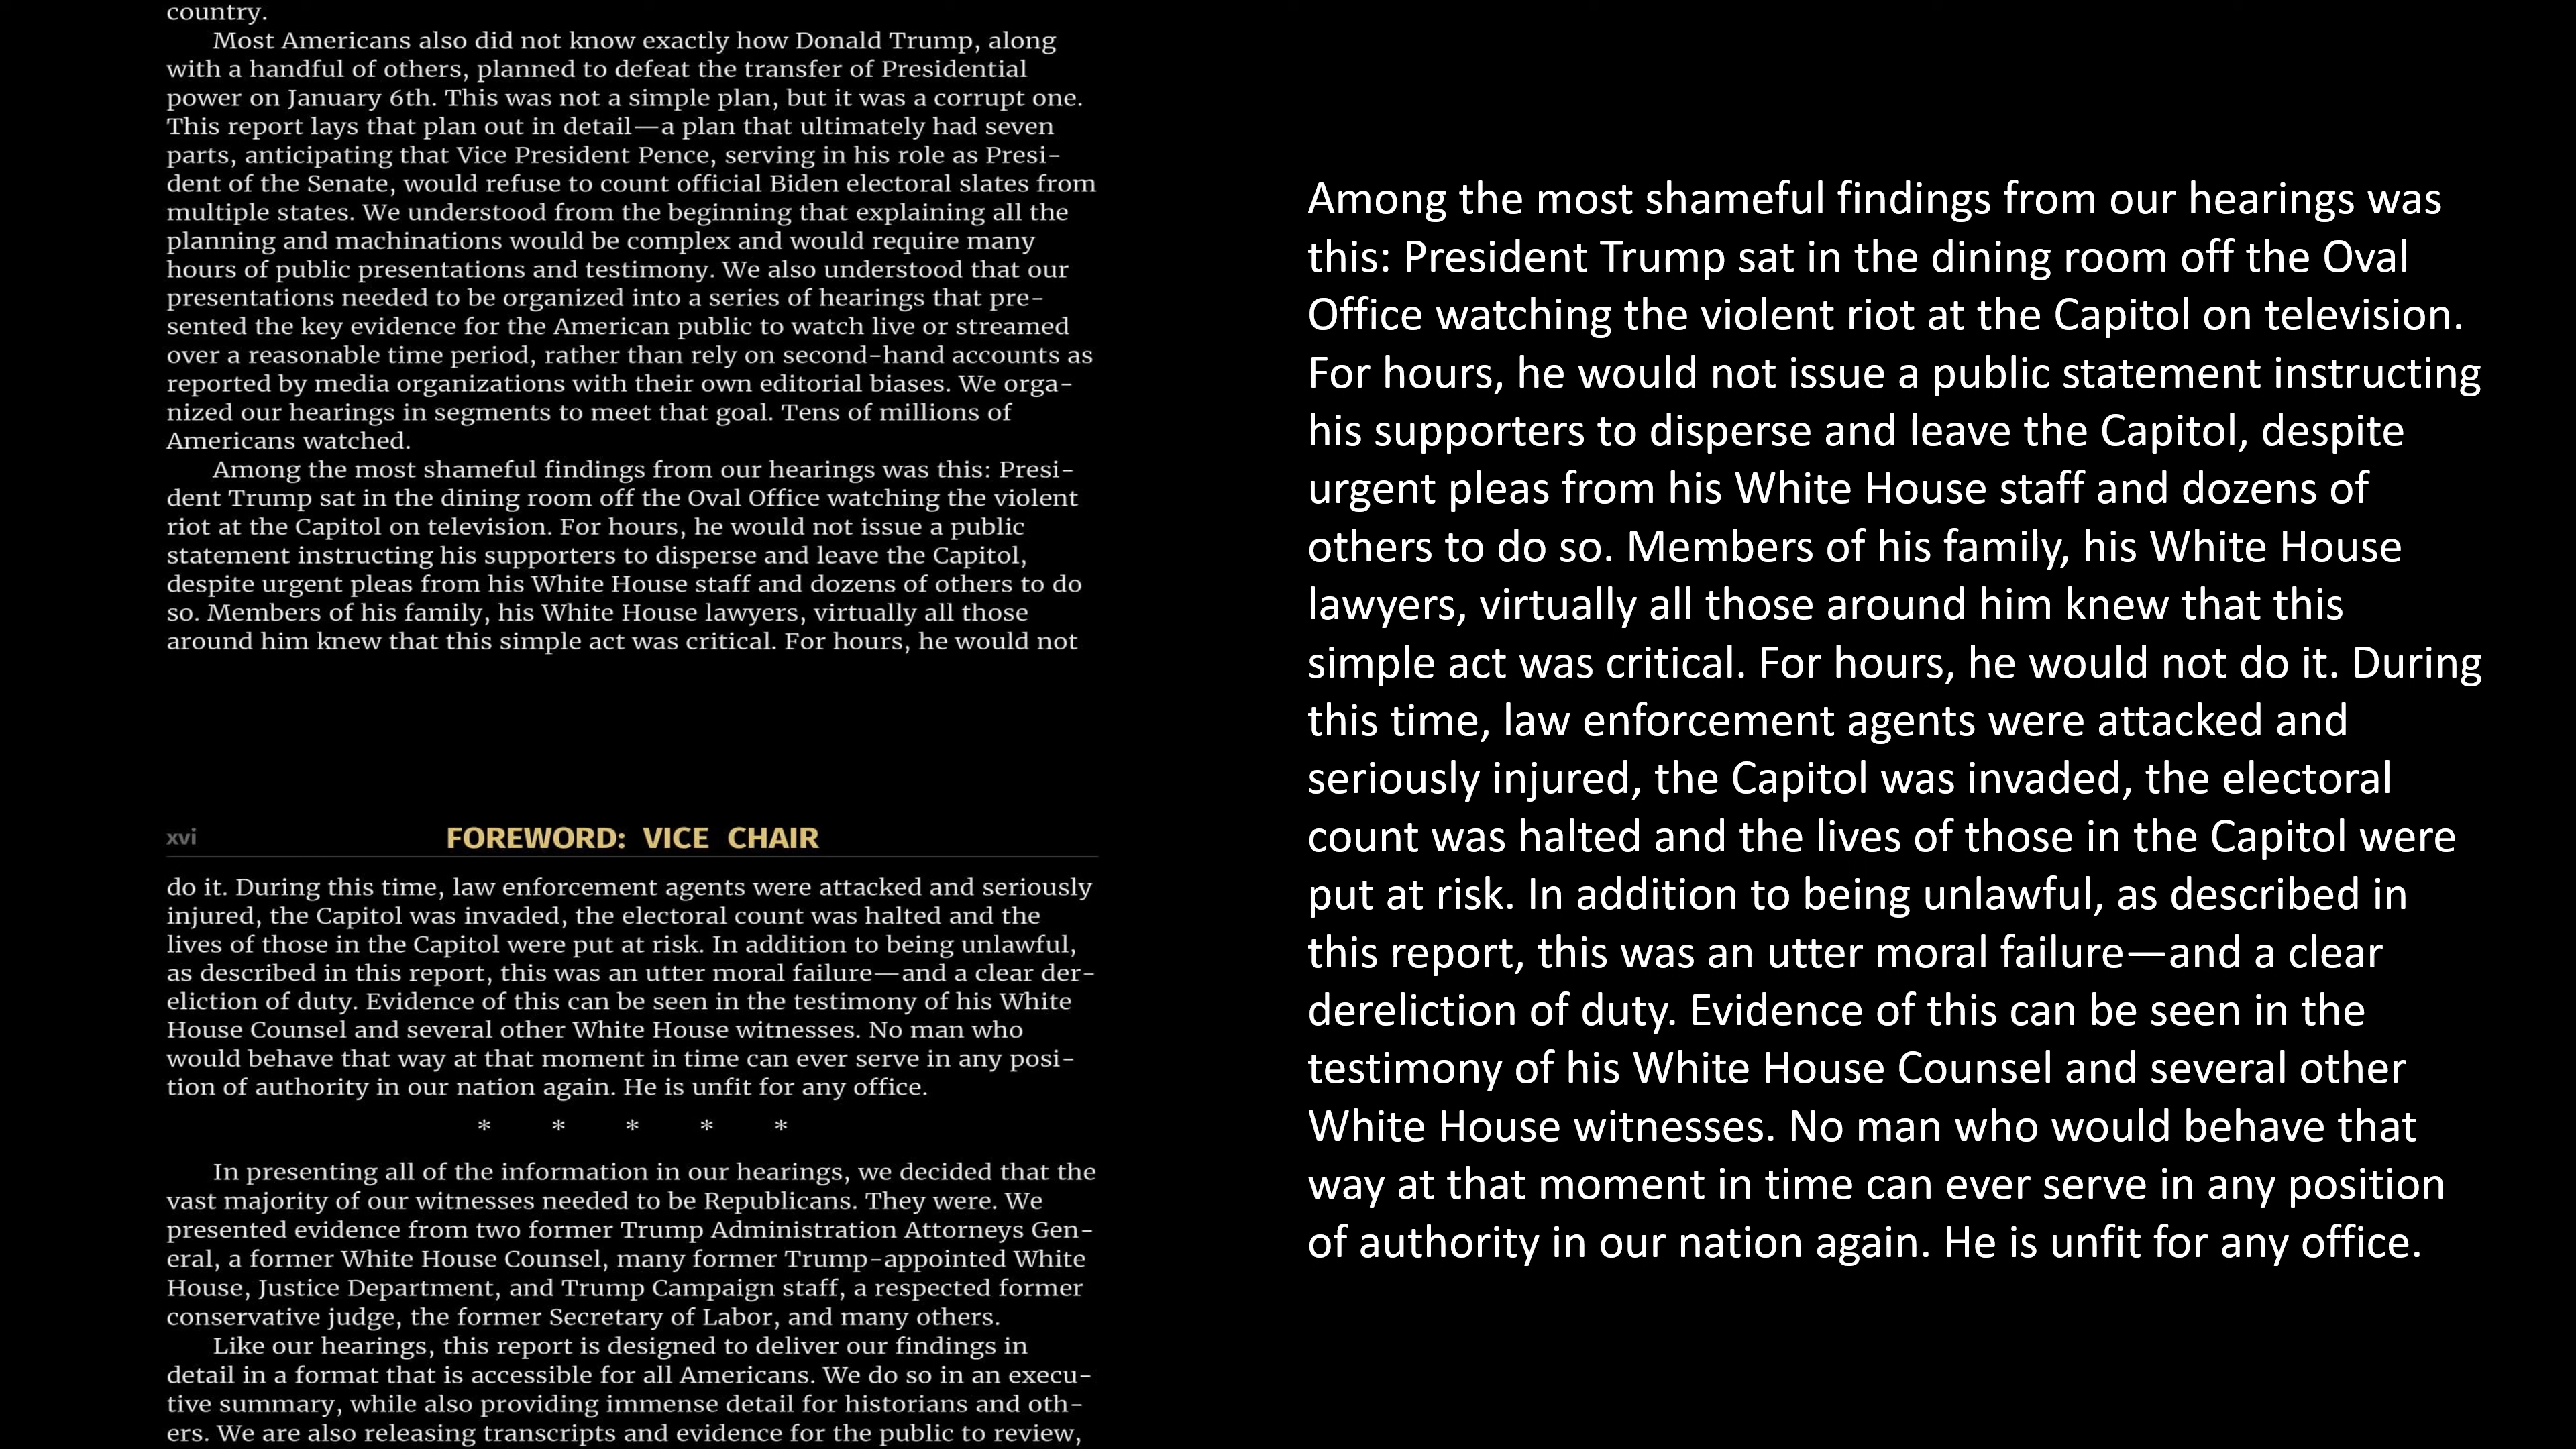 country.
Most Americans also did not know exactly how Donald Trump, along
with a handful of others, planned to defeat the transfer of Presidential
power on January 6th. This was not a simple plan, but it was a corrupt one.
This report lays that plan out in detail—a plan that ultimately had seven
parts, anticipating that Vice President Pence, serving in his role as Presi-
dent of the Senate, would refuse to count official Biden electoral slates from
multiple states. We understood from the beginning that explaining all the
planning and machinations would be complex and would require many
hours of public presentations and testimony. We also understood that our
presentations needed to be organized into a series of hearings that pre-
sented the key evidence for the American public to watch live or streamed
over a reasonable time period, rather than rely on second-hand accounts as
reported by media organizations with their own editorial biases. We orga-
nized our hearings in segments to meet that goal. Tens of millions of
Americans watched.
Among the most shameful findings from our hearings was this: Presi-
dent Trump sat in the dining room off the Oval Office watching the violent
riot at the Capitol on television. For hours, he would not issue a public
statement instructing his supporters to disperse and leave the Capitol,
despite urgent pleas from his White House staff and dozens of others to do
so. Members of his family, his White House lawyers, virtually all those
around him knew that this simple act was critical. For hours, he would not
xvi FOREWORD: VICE CHAIR
do it. During this time, law enforcement agents were attacked and seriously
injured, the Capitol was invaded, the electoral count was halted and the
lives of those in the Capitol were put at risk. In addition to being unlawful,
as described in this report, this was an utter moral failure—and a clear der-
eliction of duty. Evidence of this can be seen in the testimony of his White
House Counsel and several other White House witnesses. No man who
would behave that way at that moment in time can ever serve in any posi-
tion of authority in our nation again. He is unfit for any office.
* * * * *
In presenting all of the information in our hearings, we decided that the
vast majority of our witnesses needed to be Republicans. They were. We
presented evidence from two former Trump Administration Attorneys Gen-
eral, a former White House Counsel, many former Trump-appointed White
House, Justice Department, and Trump Campaign staff, a respected former
conservative judge, the former Secretary of Labor, and many others.
Like our hearings, this report is designed to deliver our findings in
detail in a format that is accessible for all Americans. We do so in an execu-
tive summary, while also providing immense detail for historians and oth-
ers. We are also releasing transcripts and evidence for the public to review,
Among the most shameful findings from our hearings was
this: President Trump sat in the dining room off the Oval
Office watching the violent riot at the Capitol on television.
For hours, he would not issue a public statement instructing
his supporters to disperse and leave the Capitol, despite
urgent pleas from his White House staff and dozens of
others to do so. Members of his family, his White House
lawyers, virtually all those around him knew that this
simple act was critical. For hours, he would not do it. During
this time, law enforcement agents were attacked and
seriously injured, the Capitol was invaded, the electoral
count was halted and the lives of those in the Capitol were
put at risk. In addition to being unlawful, as described in
this report, this was an utter moral failure—and a clear
dereliction of duty. Evidence of this can be seen in the
testimony of his White House Counsel and several other
White House witnesses. No man who would behave that
way at that moment in time can ever serve in any position
of authority in our nation again. He is unfit for any office.